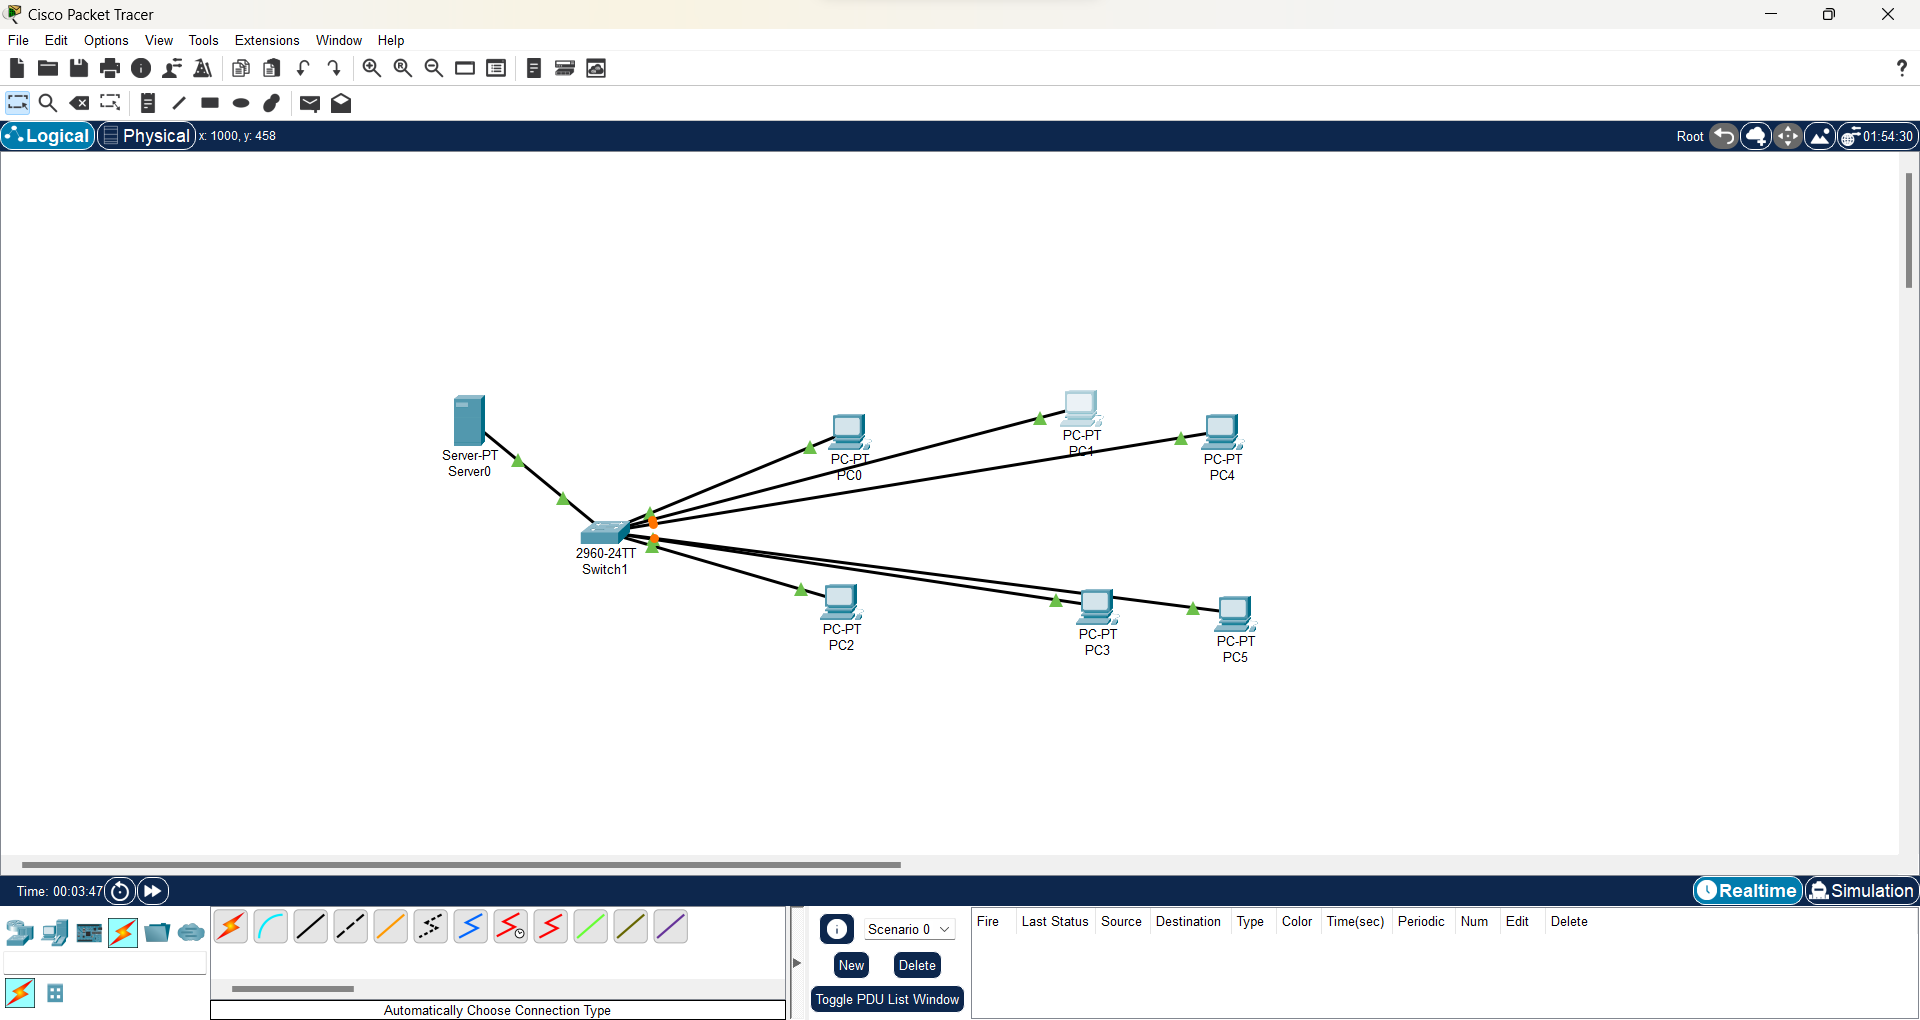 Cisco Packet Tracer
File Edit Options View Tools Extensions Window Help
Logical Physical x: 1000, y: 458 Root 01:54:30
Server-PT
Server0
2960-24TT
Switch1
PC-PT
PC0
PC-PT
PC1
PC-PT
PC4
PC-PT
PC2
PC-PT
PC3
PC-PT
PC5
Time: 00:03:47 Realtime Simulation
Scenario 0
New Delete
Toggle PDU List Window
Fire Last Status Source Destination Type Color Time(sec) Periodic Num Edit Delete
Automatically Choose Connection Type